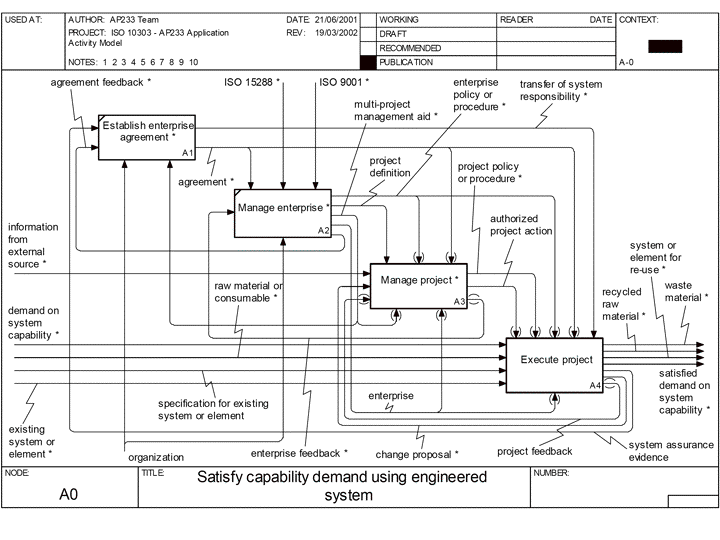 USED AT:
AUTHOR: AP233 Team
DATE: 21/06/2001
WORKING
READER
DATE
CONTEXT:
PROJECT: ISO 10303 - AP233 Application
Activity Model
REV: 19/03/2002
DRAFT
RECOMMENDED
NOTES: 1 2 3 4 5 6 7 8 9 10
PUBLICATION
A-0
agreement feedback *
ISO 15288 *
ISO 9001 *
enterprise
policy or
procedure *
transfer of system
responsibility *
multi-project
management aid *
Establish enterprise
agreement *
A1
agreement *
project
definition
project policy
or procedure *
Manage enterprise *
A2
authorized
project action
information
from
external
source *
raw material or
consumable *
Manage project *
A3
system or
element for
re-use *
recycled
raw
material *
waste
material *
demand on
system
capability *
Execute project
A4
satisfied
demand on
system
capability *
specification for existing
system or element
enterprise
existing
system or
element *
organization
enterprise feedback *
change proposal *
project feedback
system assurance
evidence
NODE:
A0
TITLE:
Satisfy capability demand using engineered
system
NUMBER: